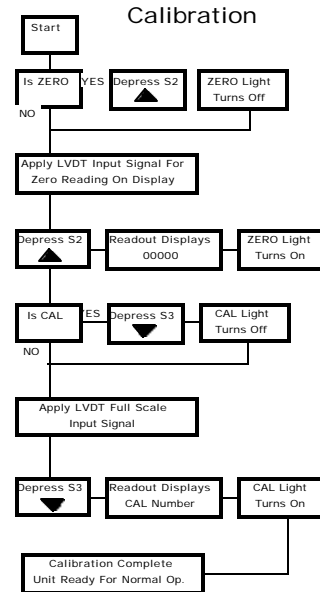 Calibration
Start
Is ZERO
YES
Depress S2
ZERO Light
Turns Off
NO
Apply LVDT Input Signal For
Zero Reading On Display
Depress S2
Readout Displays
00000
ZERO Light
Turns On
Is CAL
YES
Depress S3
CAL Light
Turns Off
NO
Apply LVDT Full Scale
Input Signal
Depress S3
Readout Displays
CAL Number
CAL Light
Turns On
Calibration Complete
Unit Ready For Normal Op.